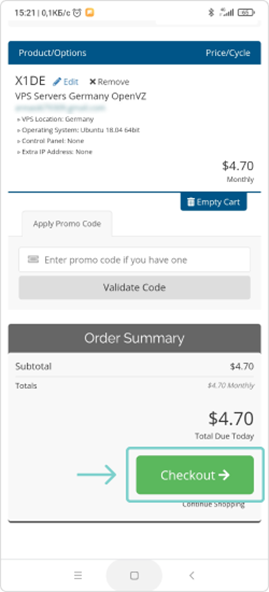 15:21 | 0,1КБ/с
60
Product/Options Price/Cycle
X1DE Edit Remove
VPS Servers Germany OpenVZ
» VPS Location: Germany
» Operating System: Ubuntu 18.04 64bit
» Control Panel: None
» Extra IP Address: None
$4.70
Monthly
Empty Cart
Apply Promo Code
Enter promo code if you have one
Validate Code
Order Summary
Subtotal $4.70
Totals $4.70 Monthly
$4.70
Total Due Today
Checkout
Continue Shopping